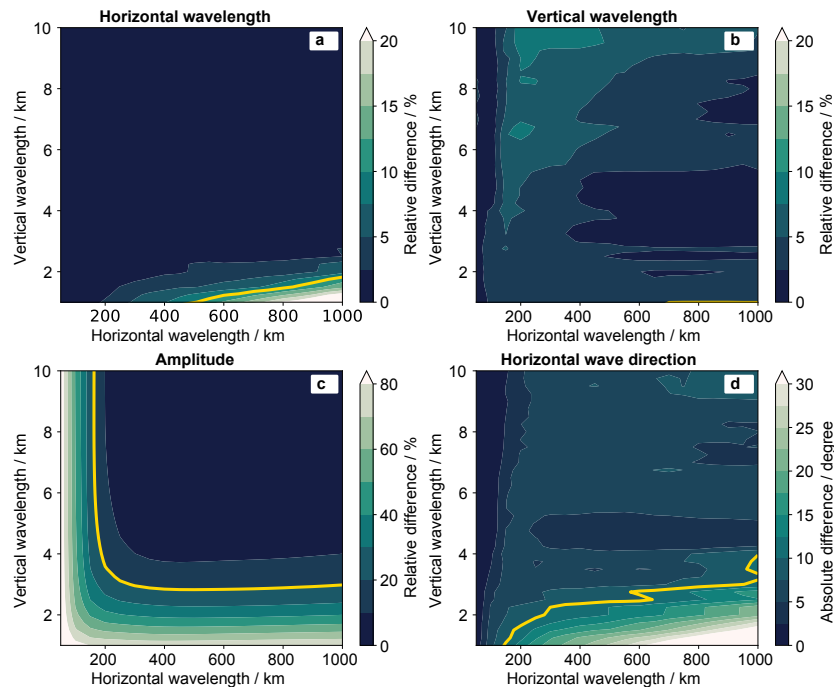 Horizontal wavelength
a
10
8
6
4
2
200 400 600 800 1000
Horizontal wavelength / km
Vertical wavelength / km
20
15
10
5
0
Relative difference / %
Vertical wavelength
b
10
8
6
4
2
200 400 600 800 1000
Horizontal wavelength / km
Vertical wavelength / km
20
15
10
5
0
Relative difference / %
Amplitude
c
10
8
6
4
2
200 400 600 800 1000
Horizontal wavelength / km
Vertical wavelength / km
80
60
40
20
0
Relative difference / %
Horizontal wave direction
d
10
8
6
4
2
200 400 600 800 1000
Horizontal wavelength / km
Vertical wavelength / km
30
25
20
15
10
5
0
Absolute difference / degree